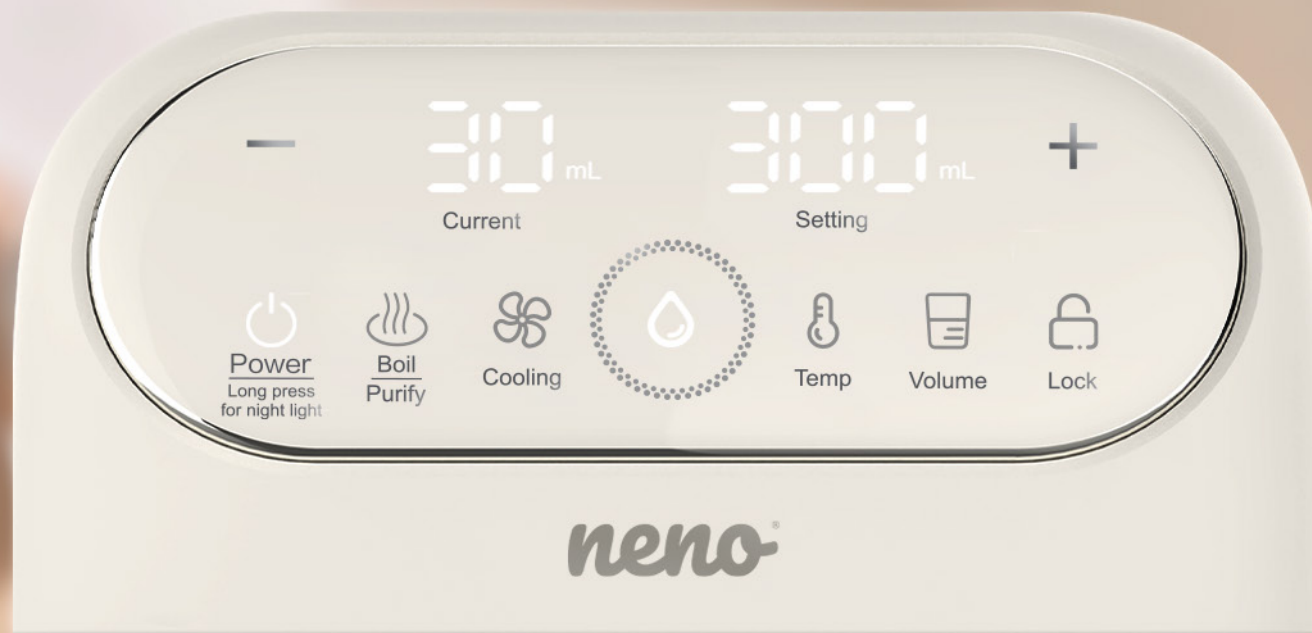 30 mL 300 mL
Current Setting
Power
Long press
for night light
Boil
Purify
Cooling
Temp
Volume
Lock
neno®